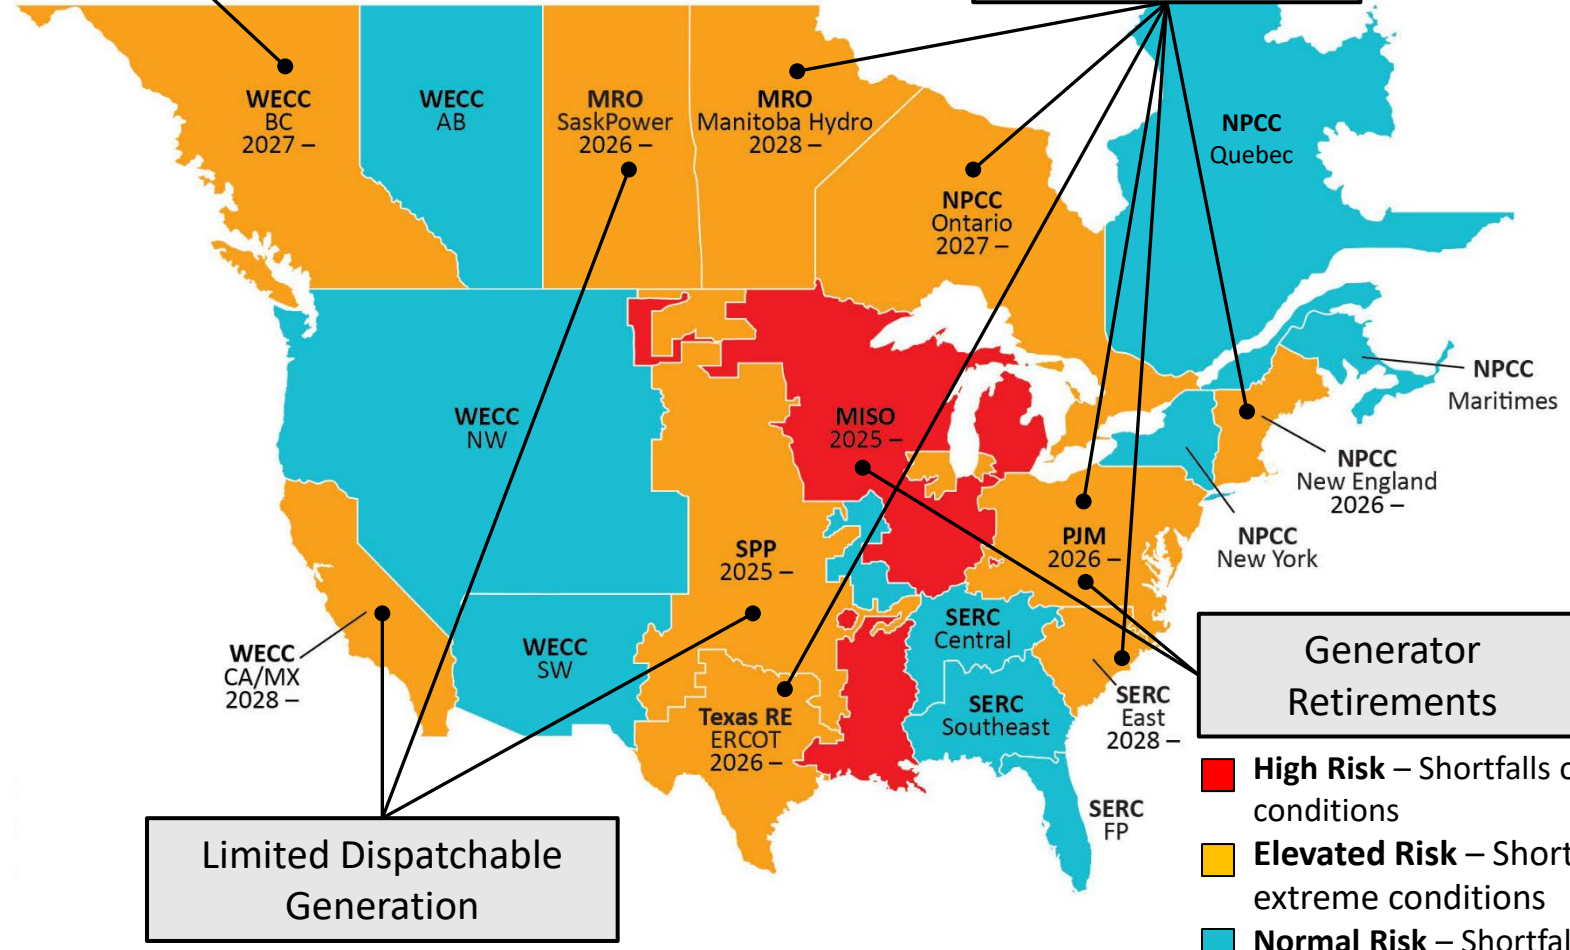 WECC
BC
2027 –
WECC
AB
MRO
SaskPower
2026 –
MRO
Manitoba Hydro
2028 –
NPCC
Ontario
2027 –
NPCC
Quebec
NPCC
Maritimes
NPCC
New England
2026 –
NPCC
New York
WECC
NW
MISO
2025 –
SPP
2025 –
PJM
2026 –
WECC
CA/MX
2028 –
WECC
SW
Texas RE
ERCOT
2026 –
SERC
Central
SERC
Southeast
SERC
East
2028 –
SERC
FP
Generator
Retirements
Limited Dispatchable
Generation
High Risk – Shortfalls
conditions
Elevated Risk –
extreme conditions
Normal Risk –